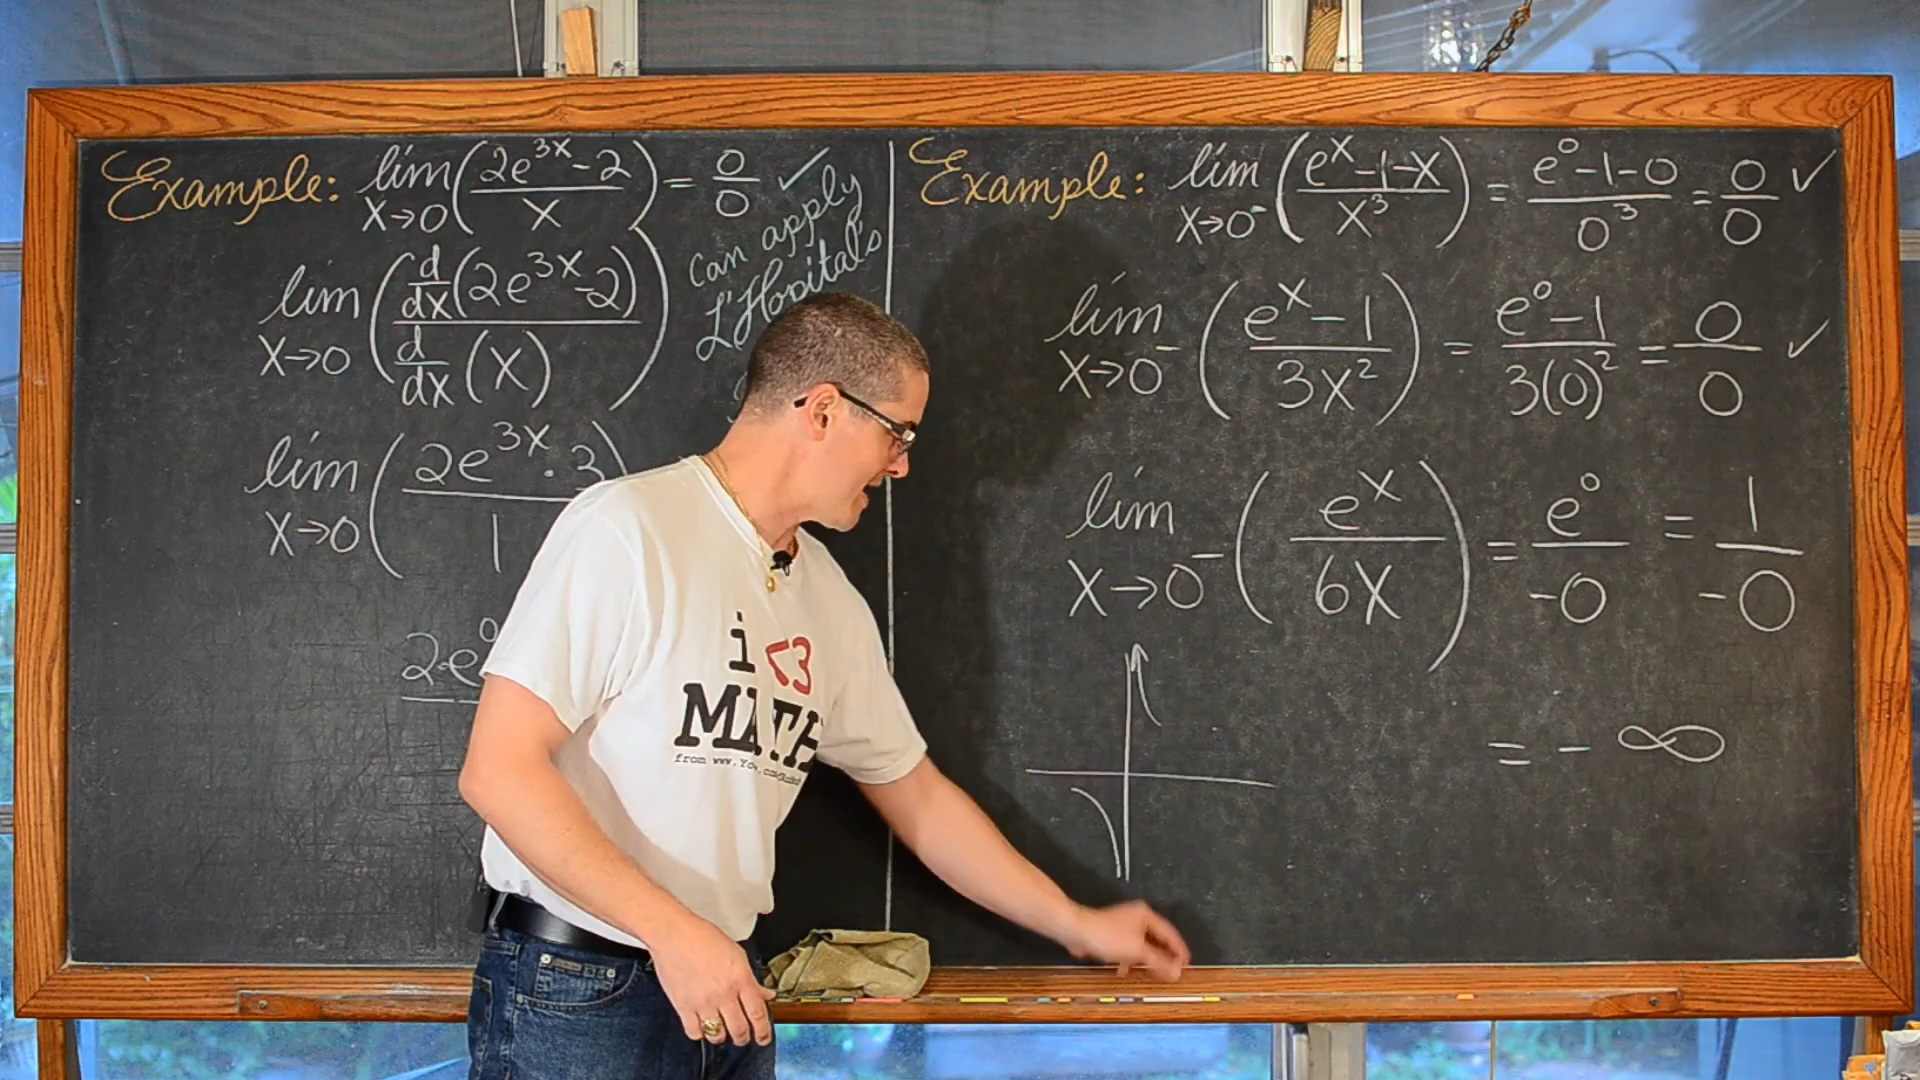 Example: lim x→0 (2e^3x - 2 / x) = 0/0 ✓
Can apply
L'Hopital's
lim x→0 (d/dx (2e^3x - 2) / d/dx (x))
lim x→0 (2e^3x · 3 / 1
2·e^0
Example: lim x→0⁻ (e^x - 1 - x / x^3) = e^0 - 1 - 0 / 0^3 = 0/0 ✓
lim x→0⁻ (e^x - 1 / 3x^2) = e^0 - 1 / 3(0)^2 = 0/0 ✓
lim x→0⁻ (e^x / 6x) = e^0 / -0 = 1 / -0
= - ∞
i <3
MATH